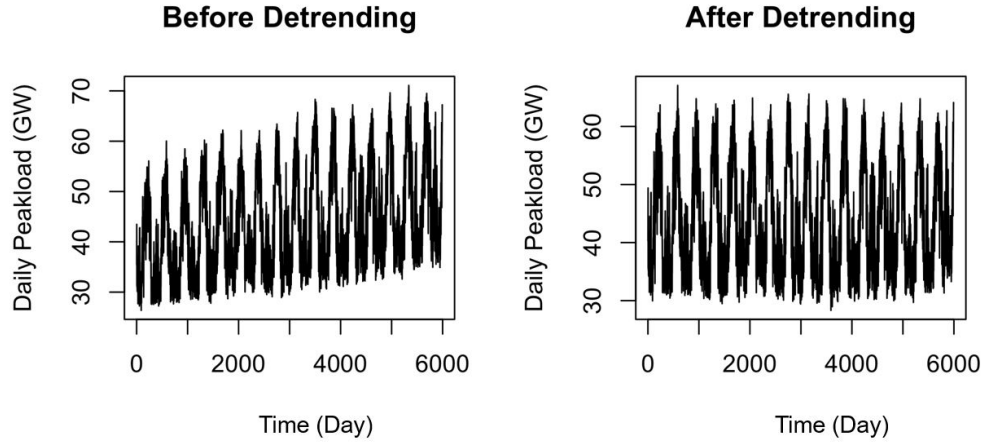 Before Detrending
Daily Peakload (GW)
70
60
50
40
30
0
2000
4000
6000
Time (Day)
After Detrending
Daily Peakload (GW)
60
50
40
30
0
2000
4000
6000
Time (Day)